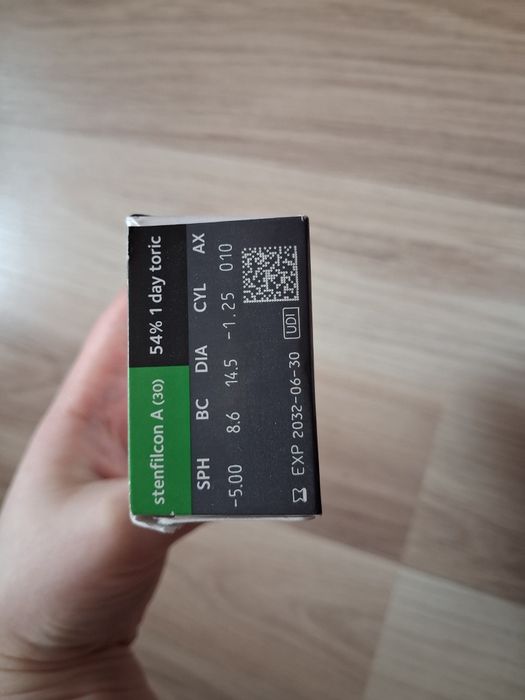 stenfilcon A (30) 54% 1 day toric
SPH BC DIA CYL AX
-5.00 8.6 14.5 -1.25 010
EXP 2032-06-30 UDI